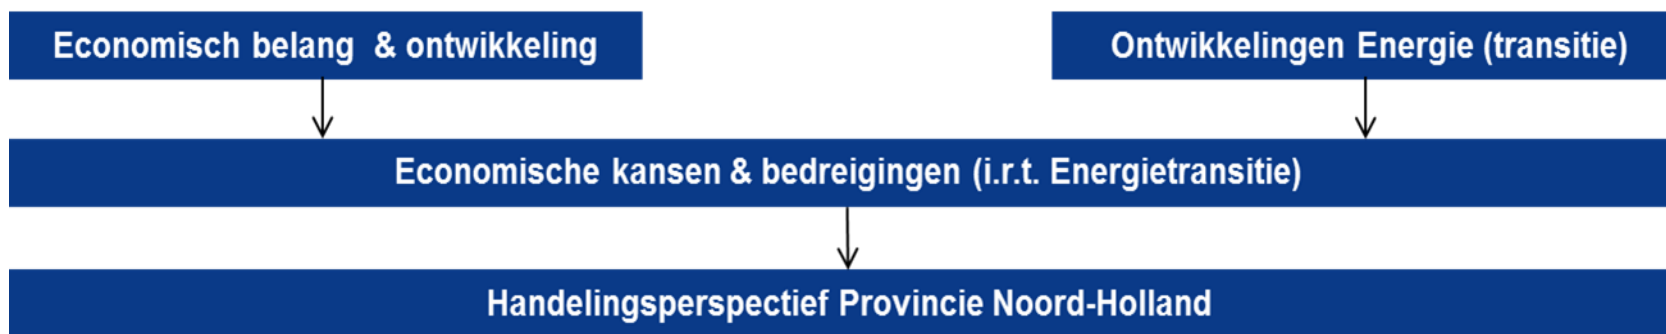 Economisch belang & ontwikkeling
Ontwikkelingen Energie (transitie)
Economische kansen & bedreigingen (i.r.t. Energietransitie)
Handelingsperspectief Provincie Noord-Holland